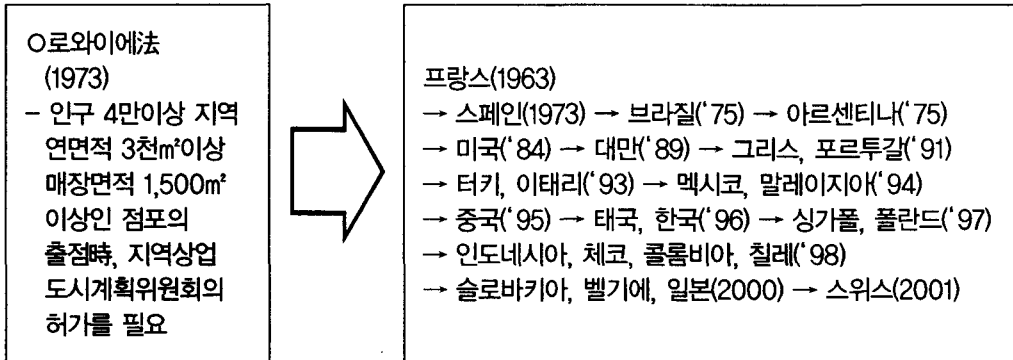 ○로와이에法
(1973)
- 인구 4만이상 지역
연면적 3천㎡이상
매장면적 1,500㎡
이상인 점포의
출점時, 지역상업
도시계획위원회의
허가를 필요
프랑스(1963)
→ 스페인(1973) → 브라질('75) → 아르센티나('75)
→ 미국('84) → 대만('89) → 그리스, 포르투갈('91)
→ 터키, 이태리('93) → 멕시코, 말레이지아('94)
→ 중국('95) → 태국, 한국('96) → 싱가폴, 폴란드('97)
→ 인도네시아, 체코, 콜롬비아, 칠레('98)
→ 슬로바키아, 벨기에, 일본(2000) → 스위스(2001)